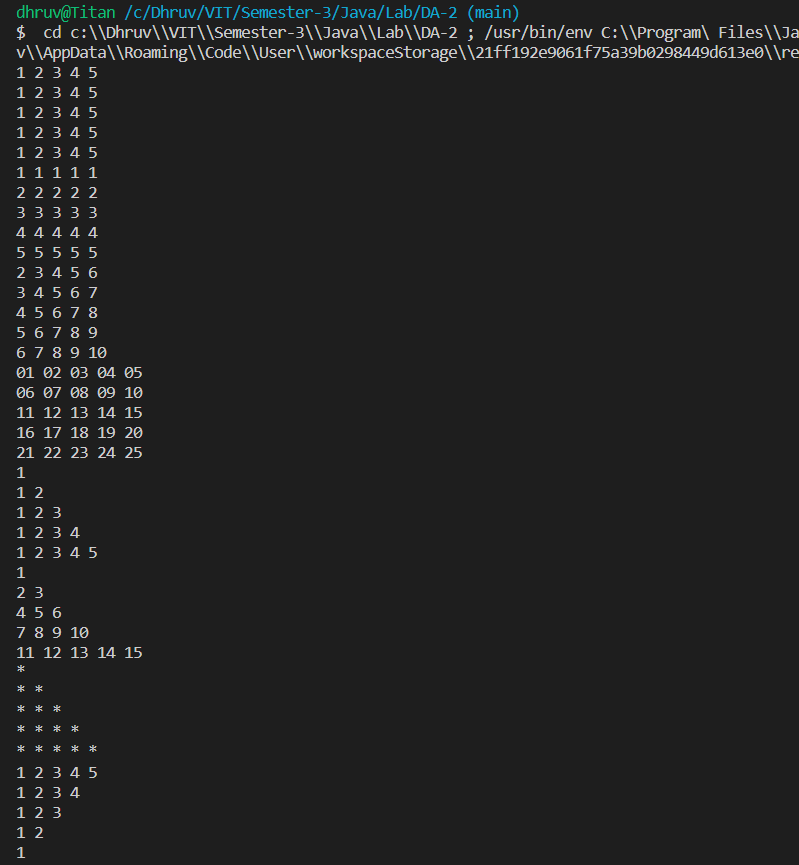 dhruv@Titan /c/Dhruv/VIT/Semester-3/Java/Lab/DA-2 (main)
$  cd c:\\Dhruv\\VIT\\Semester-3\\Java\\Lab\\DA-2 ; /usr/bin/env C:\\Program\ Files\\Ja
v\\AppData\\Roaming\\Code\\User\\workspaceStorage\\21ff192e9061f75a39b0298449d613e0\\re
1 2 3 4 5
1 2 3 4 5
1 2 3 4 5
1 2 3 4 5
1 2 3 4 5
1 1 1 1 1
2 2 2 2 2
3 3 3 3 3
4 4 4 4 4
5 5 5 5 5
2 3 4 5 6
3 4 5 6 7
4 5 6 7 8
5 6 7 8 9
6 7 8 9 10
01 02 03 04 05
06 07 08 09 10
11 12 13 14 15
16 17 18 19 20
21 22 23 24 25
1
1 2
1 2 3
1 2 3 4
1 2 3 4 5
1
2 3
4 5 6
7 8 9 10
11 12 13 14 15
*
* *
* * *
* * * *
* * * * *
1 2 3 4 5
1 2 3 4
1 2 3
1 2
1